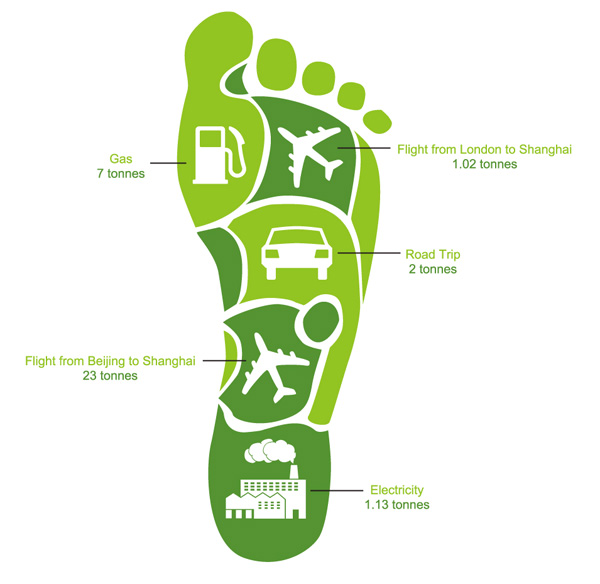 Gas
7 tonnes
Flight from London to Shanghai
1.02 tonnes
Road Trip
2 tonnes
Flight from Beijing to Shanghai
23 tonnes
Electricity
1.13 tonnes